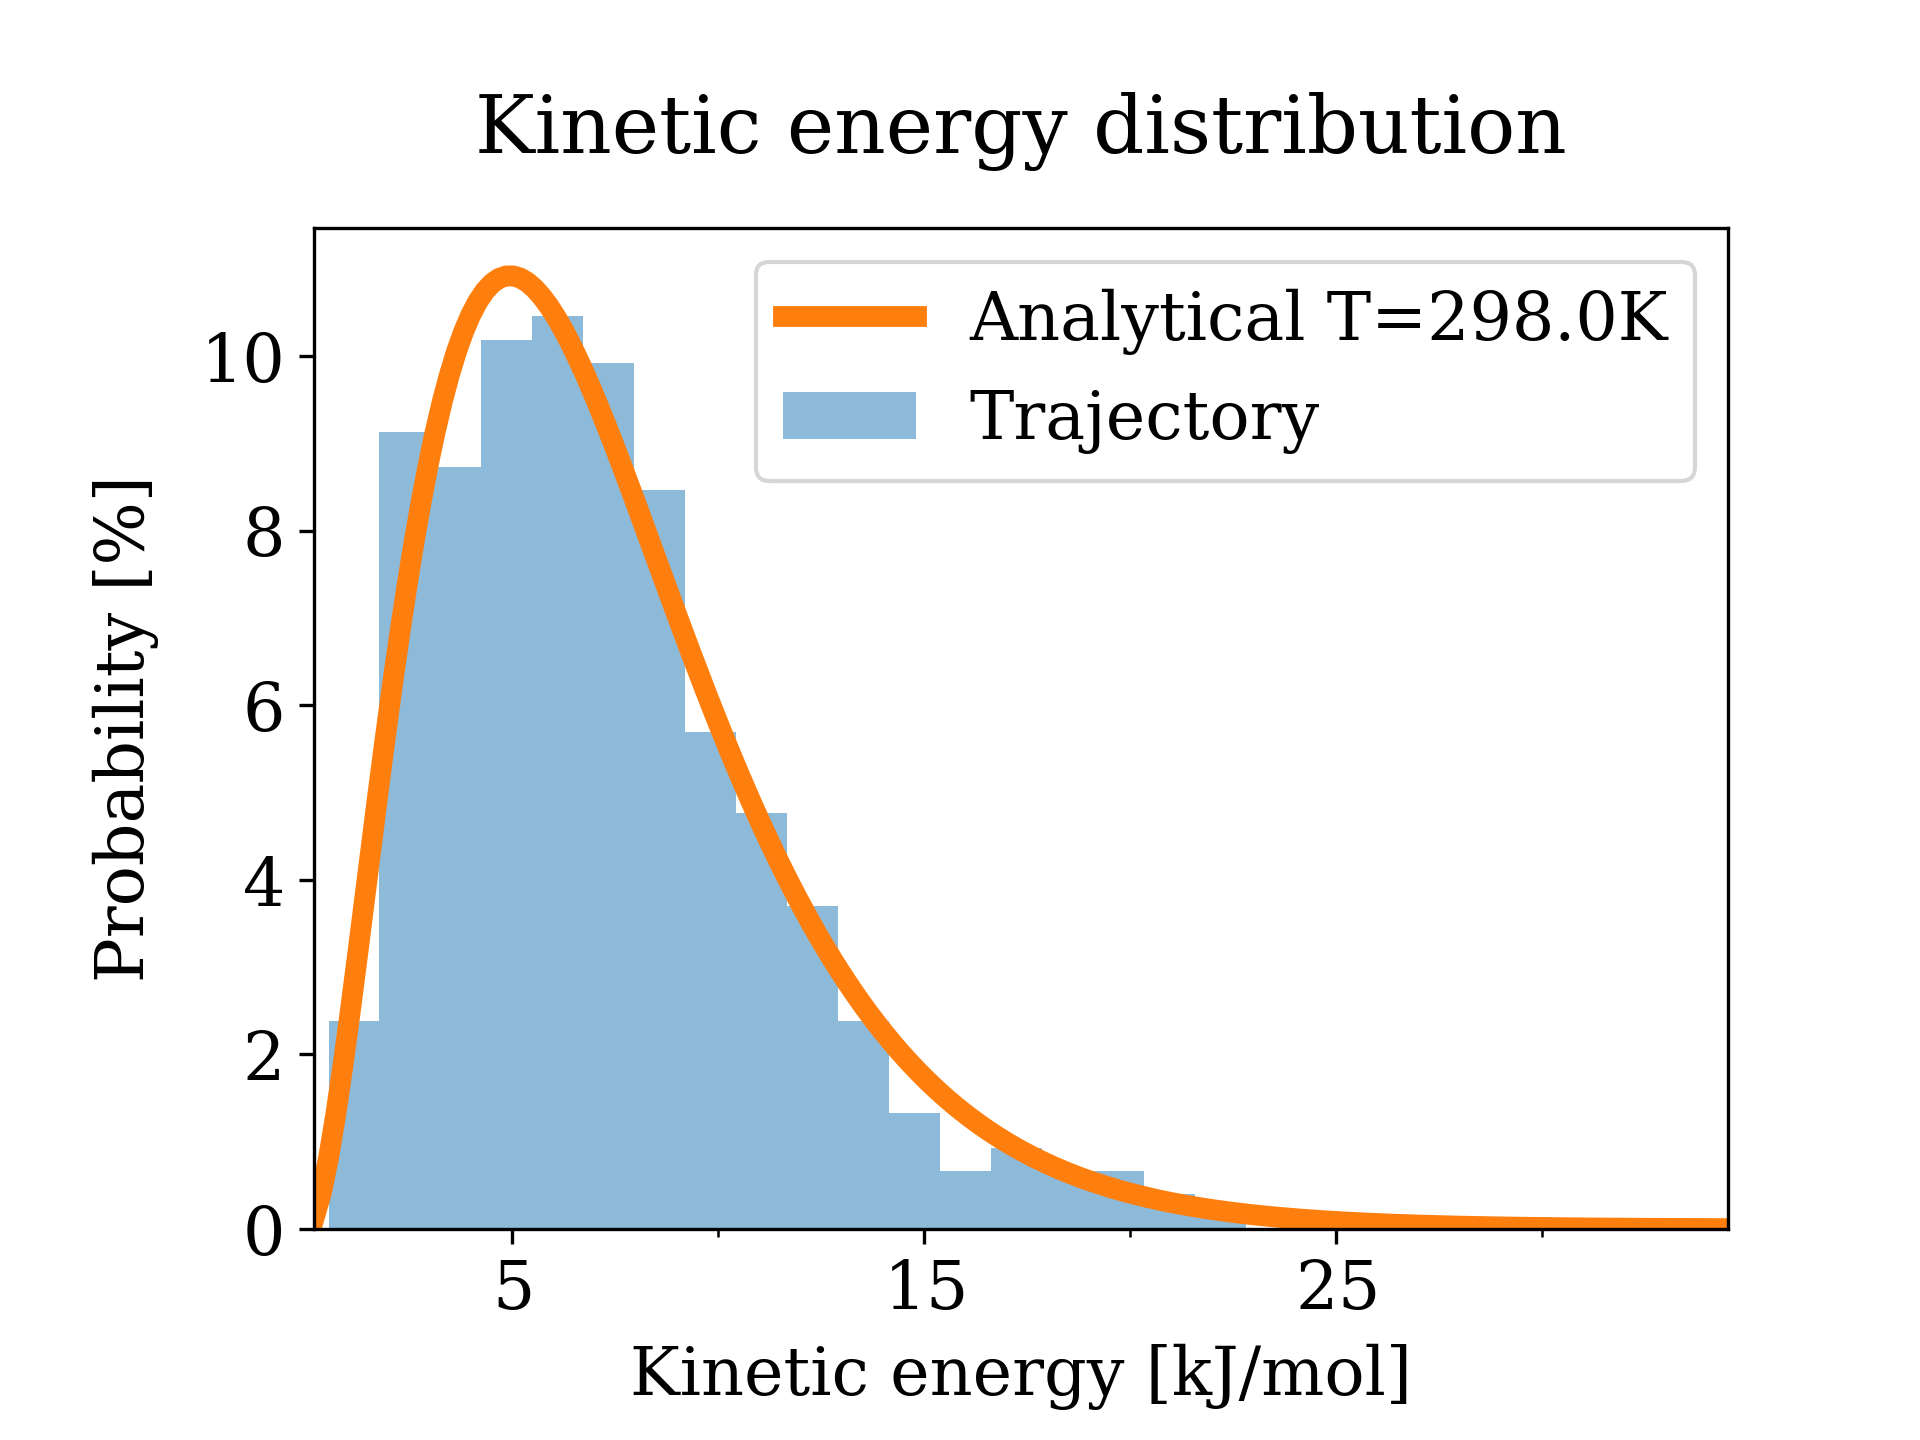 Kinetic energy distribution
Analytical T=298.0K
Trajectory
Probability [%]
10
8
6
4
2
0
5 15 25
Kinetic energy [kJ/mol]